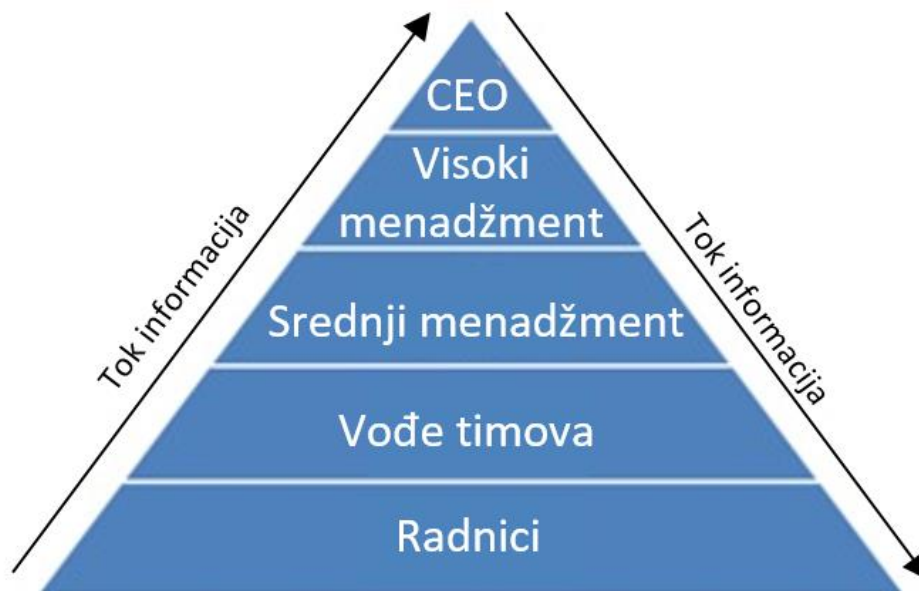 CEO
Visoki
menadžment
Srednji menadžment
Vođe timova
Radnici
Tok informacija
Tok informacija